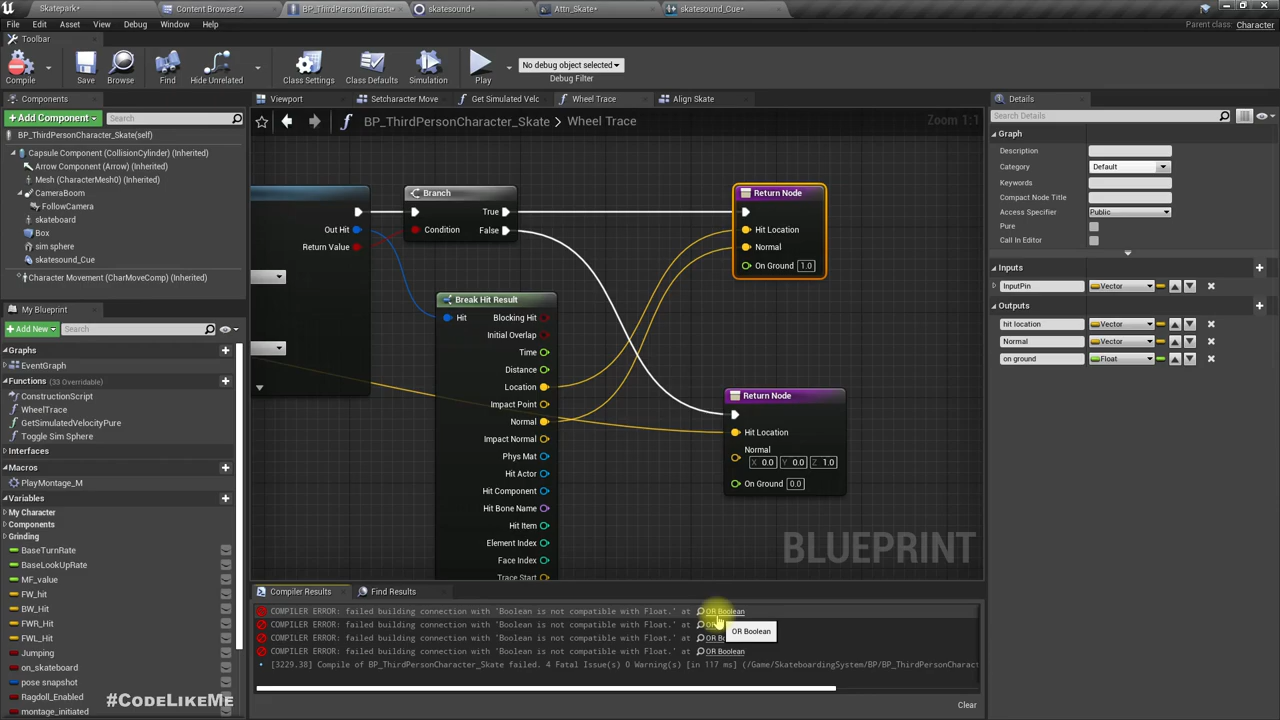 Skatepark*
Content Browser 2
BP_ThirdPersonCharacte
skatesound*
Attn_Skate*
skatesound_Cue*
File
Edit
Asset
View
Debug
Window
Help
Parent class: Character
Toolbar
Compile
Save
Browse
Find
Hide Unrelated
Class Settings
Class Defaults
Simulation
Play
No debug object selected
Debug Filter
Components
+ Add Component
Search
BP_ThirdPersonCharacter_Skate(self)
Capsule Component (CollisionCylinder) (Inherited)
Arrow Component (Arrow) (Inherited)
Mesh (CharacterMesh0) (Inherited)
CameraBoom
FollowCamera
skateboard
Box
sim sphere
skatesound_Cue
Character Movement (CharMoveComp) (Inherited)
My Blueprint
+ Add New
Search
Graphs
EventGraph
Functions (33 Overridable)
ConstructionScript
WheelTrace
GetSimulatedVelocityPure
Toggle Sim Sphere
Interfaces
Macros
PlayMontage_M
Variables
My Character
Components
Grinding
BaseTurnRate
BaseLookUpRate
MF_value
FW_hit
BW_Hit
FWR_Hit
FWL_Hit
Jumping
on_skateboard
pose snapshot
Ragdoll_Enabled
montage_initiated
Viewport
Setcharacter Move
Get Simulated Velc
Wheel Trace
Align Skate
BP_ThirdPersonCharacter_Skate > Wheel Trace
Zoom 1:1
Out Hit
Return Value
Branch
True
Condition
False
Break Hit Result
Hit
Blocking Hit
Initial Overlap
Time
Distance
Location
Impact Point
Normal
Impact Normal
Phys Mat
Hit Actor
Hit Component
Hit Bone Name
Hit Item
Element Index
Face Index
Trace Start
Return Node
Hit Location
Normal
On Ground 1.0
Return Node
Hit Location
Normal
X 0.0 Y 0.0 Z 1.0
On Ground 0.0
BLUEPRINT
Details
Search Details
Graph
Description
Category Default
Keywords
Compact Node Title
Access Specifier Public
Pure
Call In Editor
Inputs
InputPin Vector
Outputs
hit location Vector
Normal Vector
on ground Float
Compiler Results
Find Results
COMPILER ERROR: failed building connection with 'Boolean is not compatible with Float.' at OR Boolean
COMPILER ERROR: failed building connection with 'Boolean is not compatible with Float.' at
COMPILER ERROR: failed building connection with 'Boolean is not compatible with Float.' at
COMPILER ERROR: failed building connection with 'Boolean is not compatible with Float.' at OR Boolean
OR Boolean
[3229.38] Compile of BP_ThirdPersonCharacter_Skate failed. 4 Fatal Issue(s) 0 Warning(s) [in 117 ms] (/Game/SkateboardingSystem/BP/BP_ThirdPersonCharact
Clear
#CodeLikeMe